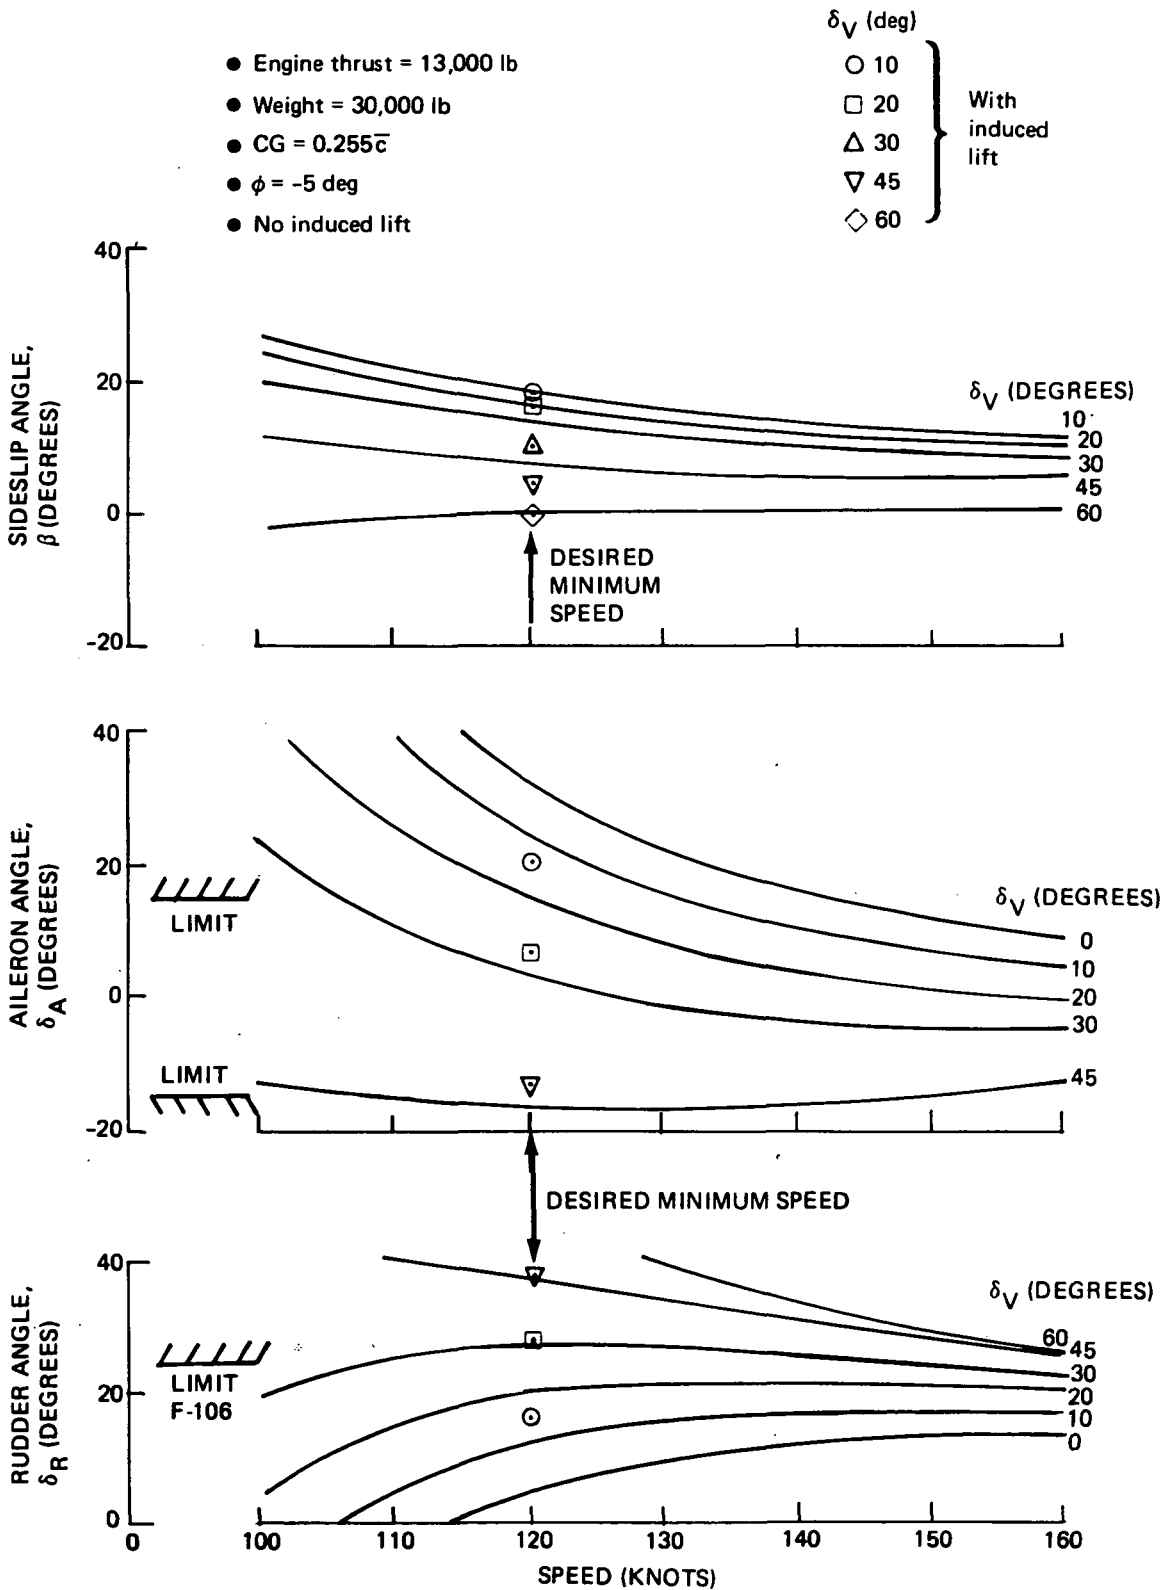 • Engine thrust = 13,000 lb
• Weight = 30,000 lb
• CG = 0.255c̅
• ϕ = -5 deg
• No induced lift
δV (deg)
10
20
30
45
60
With
induced
lift
SIDESLIP ANGLE,
β (DEGREES)
40
20
0
-20
δV (DEGREES)
10
20
30
45
60
DESIRED
MINIMUM
SPEED
AILERON ANGLE,
δA (DEGREES)
40
20
0
-20
LIMIT
LIMIT
δV (DEGREES)
0
10
20
30
45
DESIRED MINIMUM SPEED
RUDDER ANGLE,
δR (DEGREES)
40
20
0
LIMIT
F-106
δV (DEGREES)
60
45
30
20
10
0
0 100 110 120 130 140 150 160
SPEED (KNOTS)